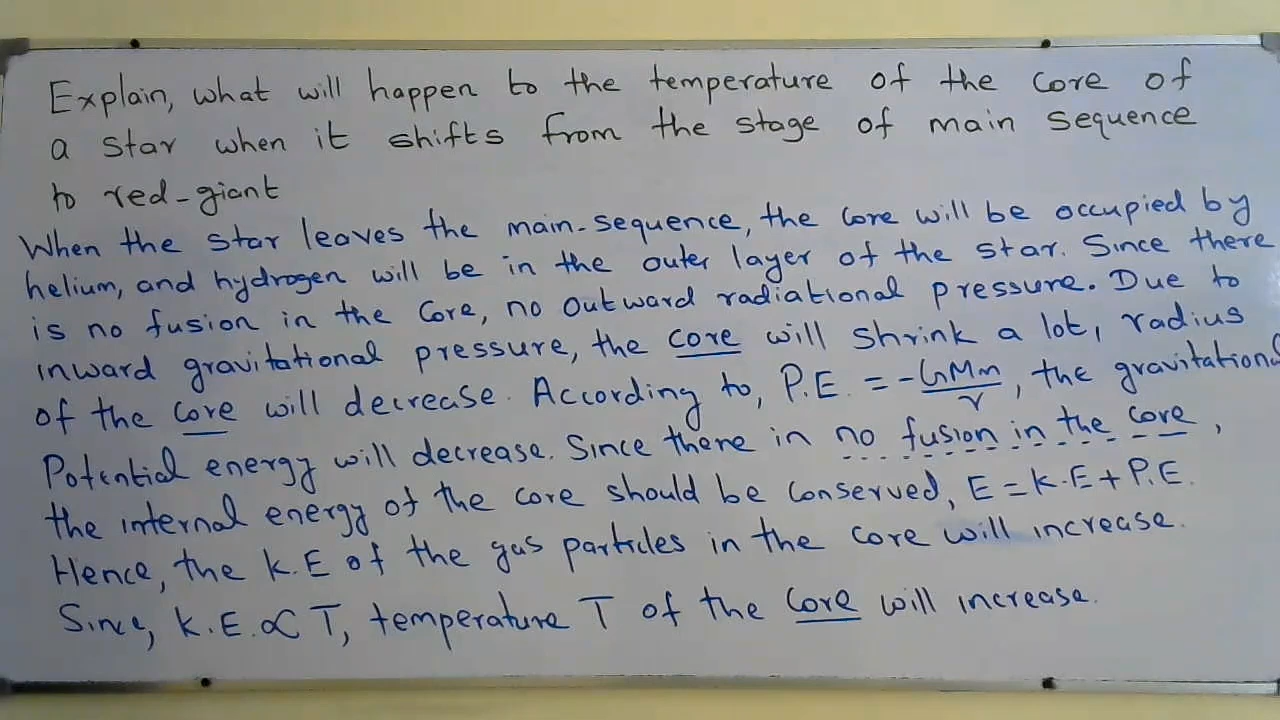 Explain, what will happen to the temperature of the core of
a star when it shifts from the stage of main sequence
to red-giant
When the star leaves the main-sequence, the core will be occupied by
helium, and hydrogen will be in the outer layer of the star. Since there
is no fusion in the core, no outward radiational pressure. Due to
inward gravitational pressure, the core will shrink a lot, radius
of the core will decrease. According to, P.E. = -GMm/r, the gravitational
Potential energy will decrease. Since there in no fusion in the core,
the internal energy of the core should be conserved, E = K.E + P.E.
Hence, the K.E of the gas particles in the core will increase.
Since, K.E. ∝ T, temperature T of the core will increase.